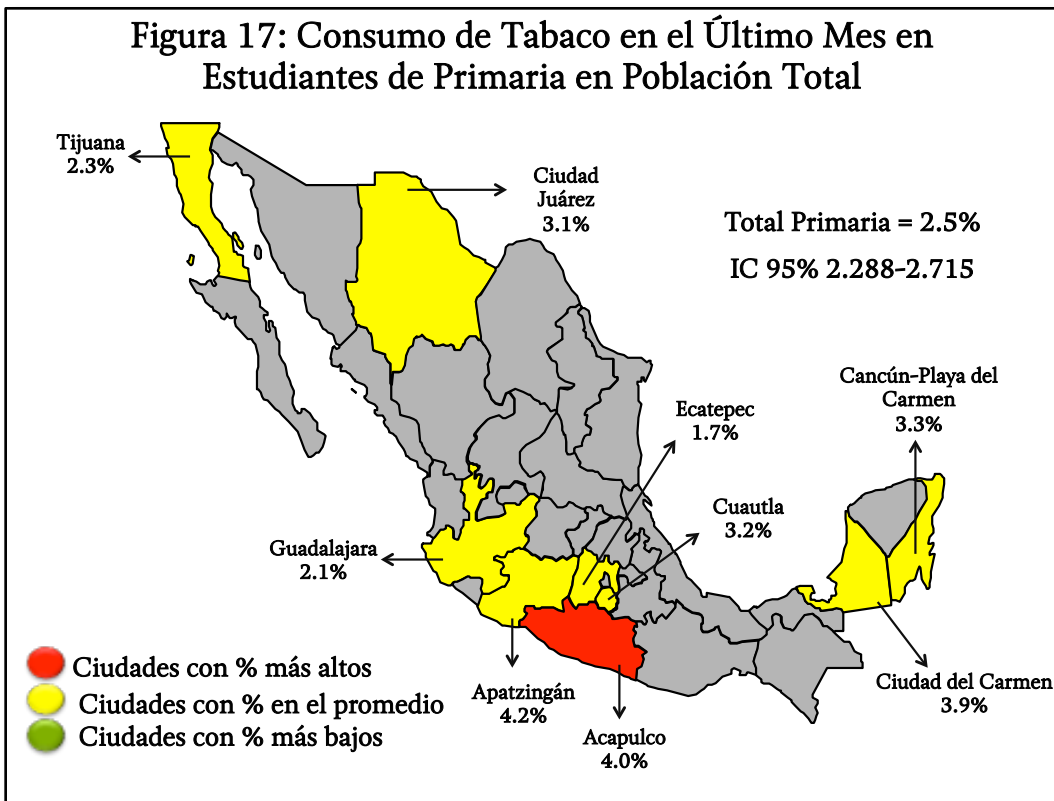 Figura 17: Consumo de Tabaco en el Último Mes en
Estudiantes de Primaria en Población Total
Tijuana
2.3%
Ciudad
Juárez
3.1%
Total Primaria = 2.5%
IC 95% 2.288-2.715
Cancún-Playa del
Carmen
3.3%
Ecatepec
1.7%
Cuautla
3.2%
Guadalajara
2.1%
Ciudades con % más altos
Ciudades con % en el promedio
Ciudades con % más bajos
Apatzingán
4.2%
Acapulco
4.0%
Ciudad del Carmen
3.9%